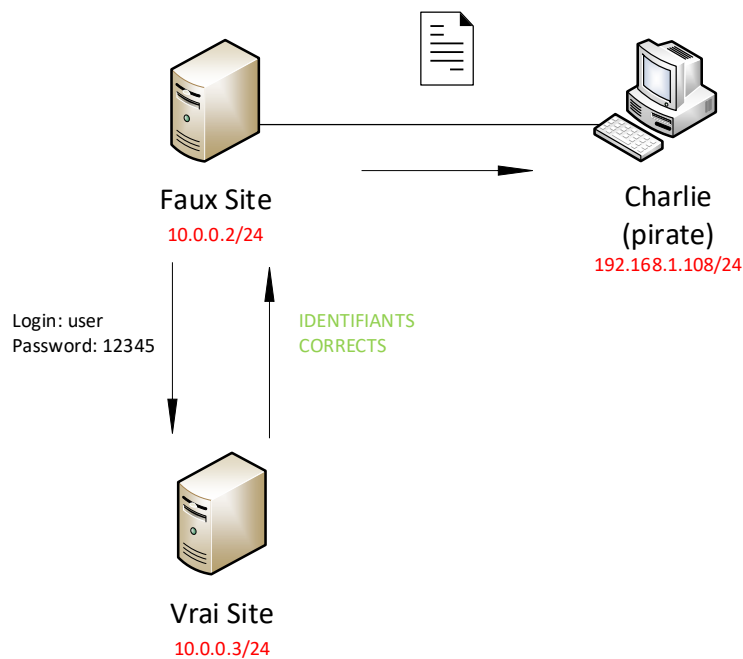 Faux Site
10.0.0.2/24
Charlie
(pirate)
192.168.1.108/24
Login: user
Password: 12345
IDENTIFIANTS
CORRECTS
Vrai Site
10.0.0.3/24